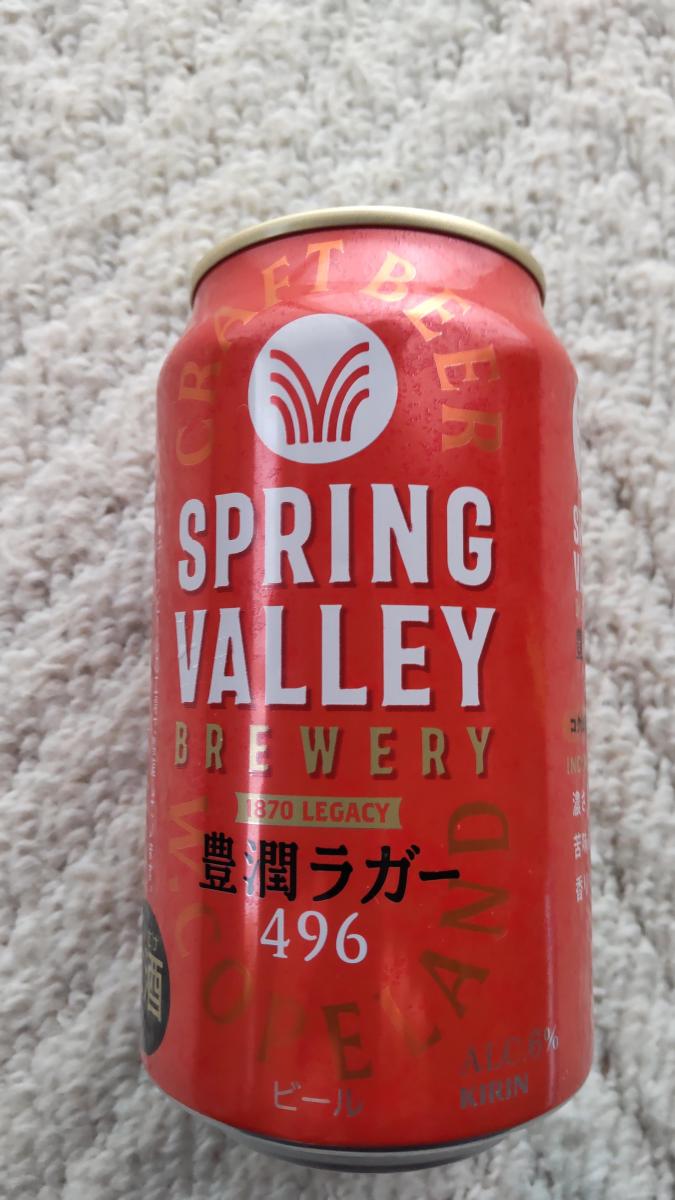 CRAFT BEER
SPRING
VALLEY
BREWERY
1870 LEGACY
豊潤ラガー
496
W.COPELAND
ALC.6%
KIRIN
ビール
酒